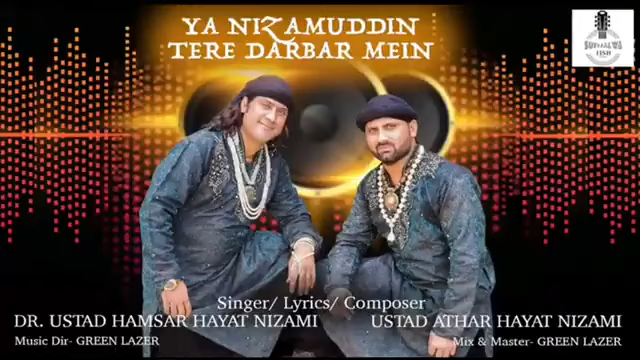 YA NIZAMUDDIN
TERE DARBAR MEIN
Singer/ Lyrics/ Composer
DR. USTAD HAMSAR HAYAT NIZAMI
USTAD ATHAR HAYAT NIZAMI
Music Dir- GREEN LAZER
Mix & Master- GREEN LAZER